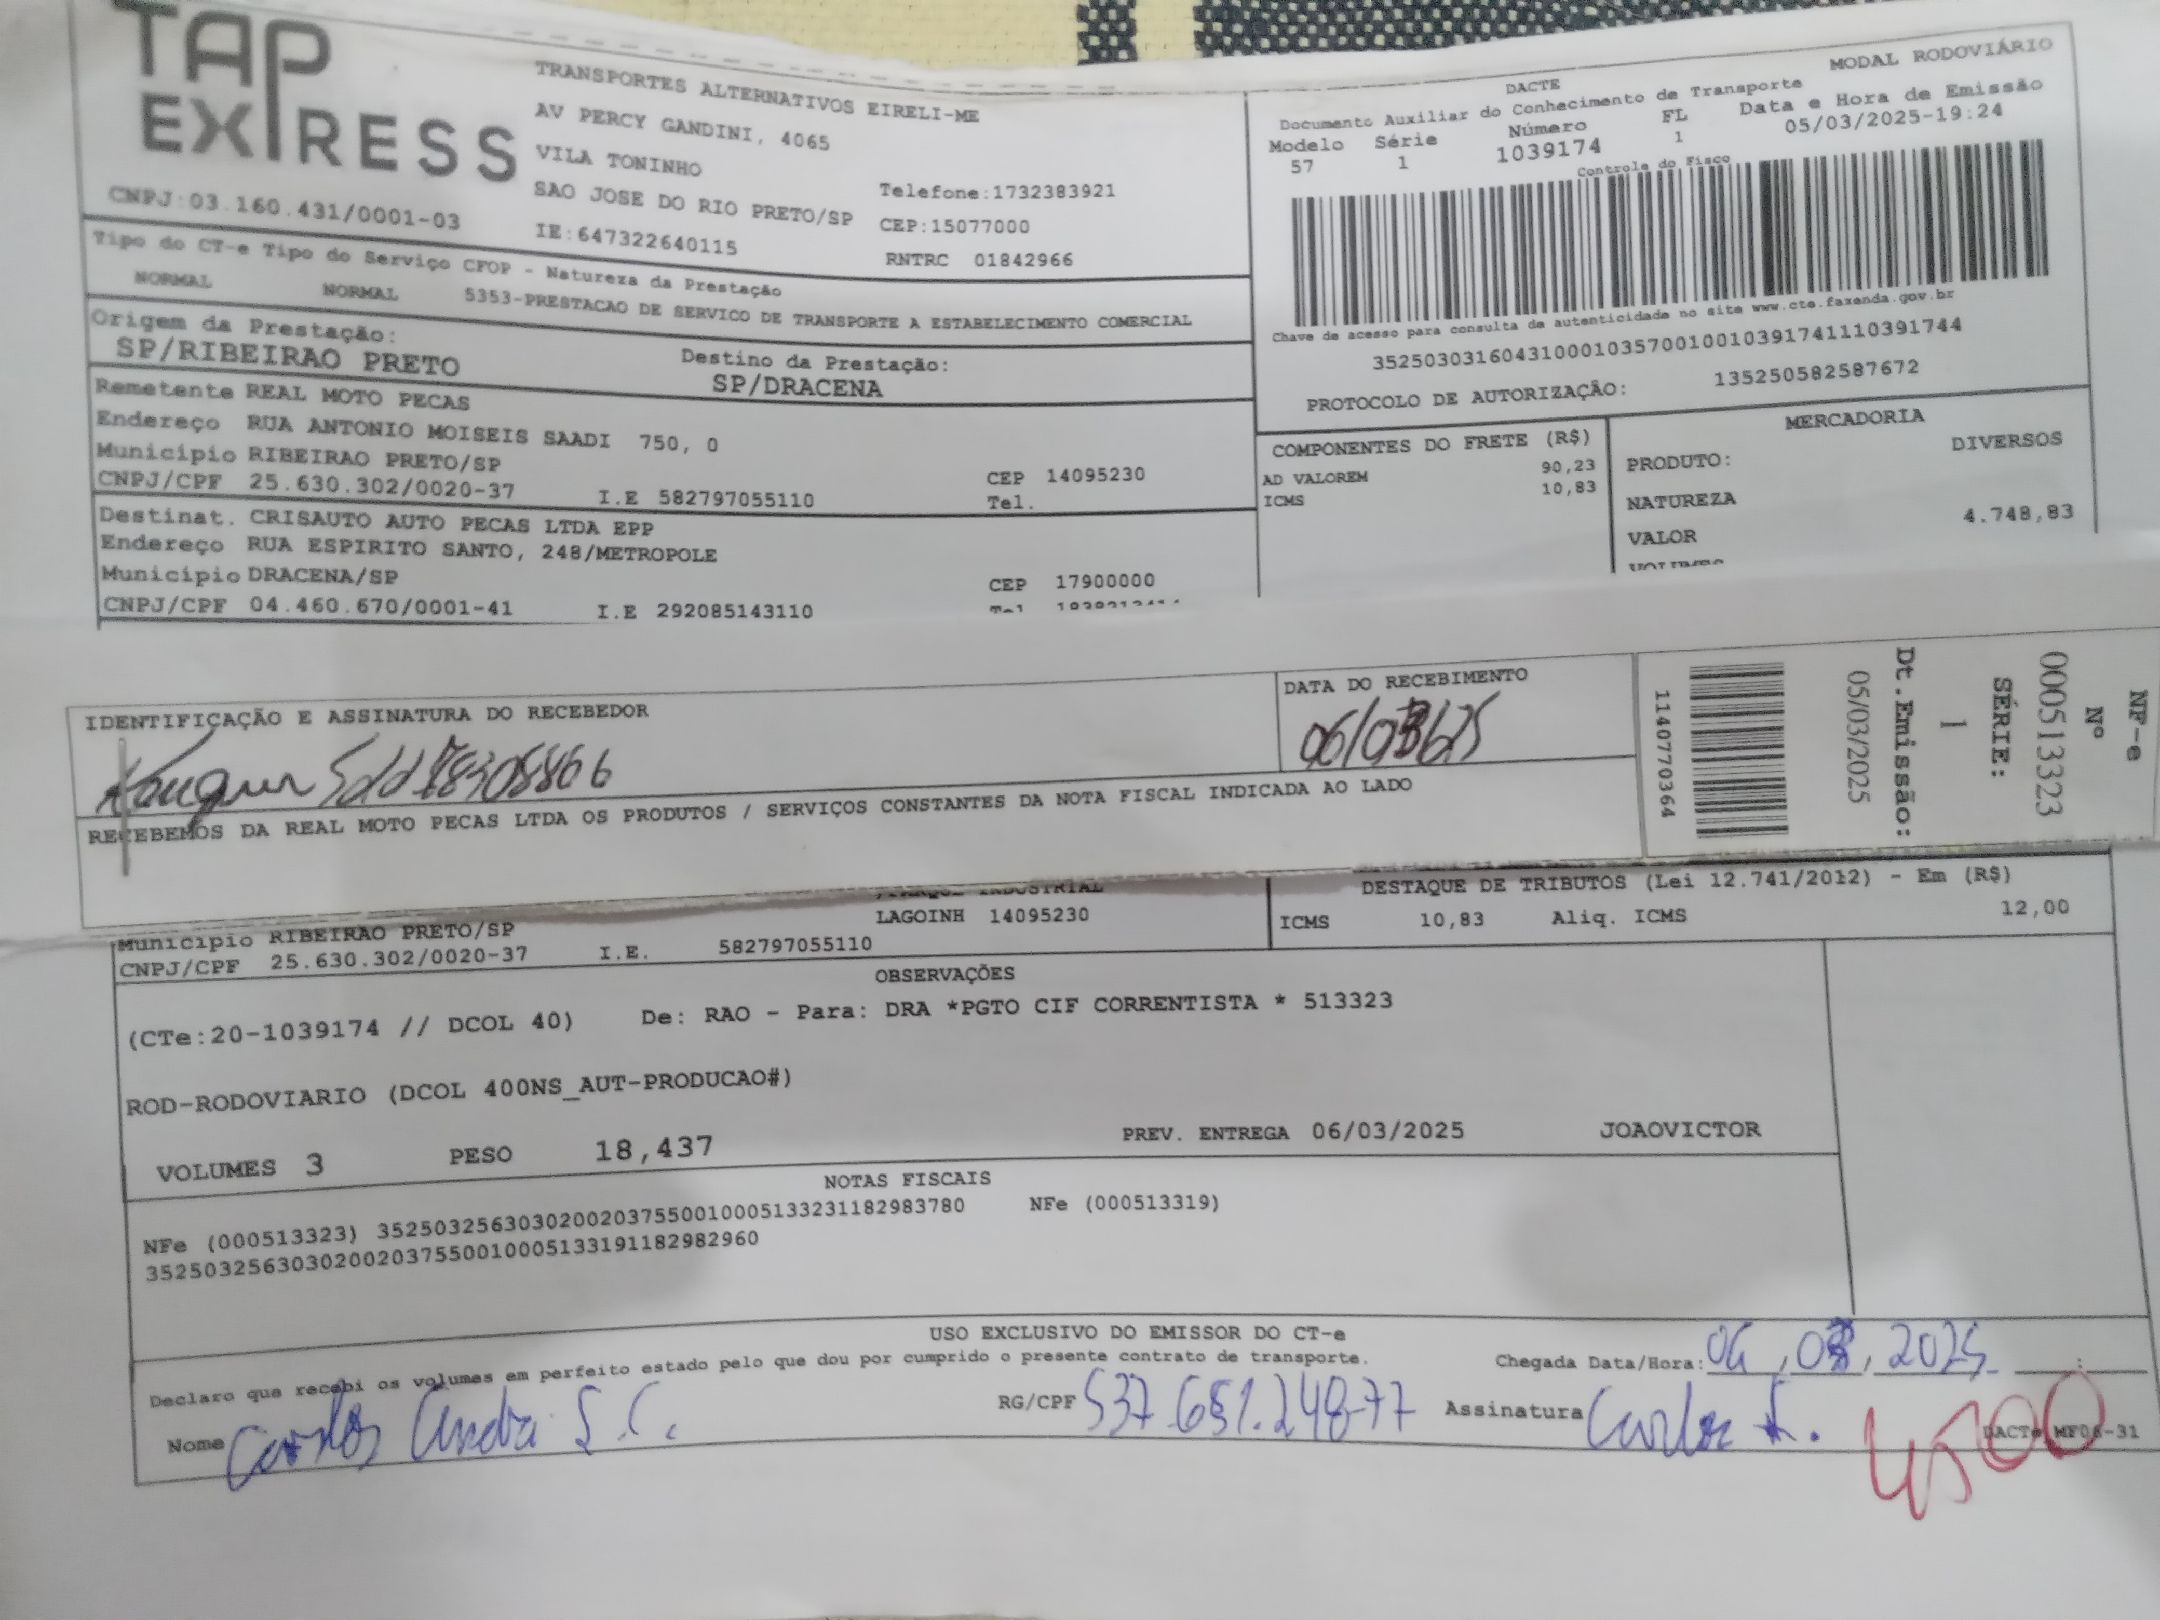 TAP
EXPRESS
CNPJ:03.160.431/0001-03
TRANSPORTES ALTERNATIVOS EIRELI-ME
AV PERCY GANDINI, 4065
VILA TONINHO
SAO JOSE DO RIO PRETO/SP
IE:647322640115
Telefone:1732383921
CEP:15077000
RNTRC 01842966
DACTE
MODAL RODOVIÁRIO
Documento Auxiliar do Conhecimento de Transporte
Modelo Série Número FL Data e Hora de Emissão
57 1 1039174 1 05/03/2025-19:24
Controle do Fisco
Chave de acesso para consulta de autenticidade no site www.cte.fazenda.gov.br
35250303160431000103570010010391741110391744
PROTOCOLO DE AUTORIZAÇÃO: 135250582587672
Tipo do CT-e Tipo do Serviço CFOP - Natureza da Prestação
NORMAL NORMAL 5353-PRESTACAO DE SERVICO DE TRANSPORTE A ESTABELECIMENTO COMERCIAL
Origem da Prestação: Destino da Prestação:
SP/RIBEIRAO PRETO SP/DRACENA
Remetente REAL MOTO PECAS
Endereço RUA ANTONIO MOISEIS SAADI 750, 0
Município RIBEIRAO PRETO/SP CEP 14095230
CNPJ/CPF 25.630.302/0020-37 I.E 582797055110 Tel.
Destinat. CRISAUTO AUTO PECAS LTDA EPP
Endereço RUA ESPIRITO SANTO, 248/METROPOLE
Município DRACENA/SP CEP 17900000
CNPJ/CPF 04.460.670/0001-41 I.E 292085143110
COMPONENTES DO FRETE (R$)
AD VALOREM 90,23
ICMS 10,83
MERCADORIA
PRODUTO: DIVERSOS
NATUREZA
VALOR 4.748,83
IDENTIFICAÇÃO E ASSINATURA DO RECEBEDOR
DATA DO RECEBIMENTO
RECEBEMOS DA REAL MOTO PECAS LTDA OS PRODUTOS / SERVIÇOS CONSTANTES DA NOTA FISCAL INDICADA AO LADO
NF-e
Nº
000513323
SÉRIE:
1
Dt.Emissão:
05/03/2025
1140770364
LAGOINH 14095230
Município RIBEIRAO PRETO/SP
CNPJ/CPF 25.630.302/0020-37 I.E. 582797055110
DESTAQUE DE TRIBUTOS (Lei 12.741/2012) - Em (R$)
ICMS 10,83 Aliq. ICMS 12,00
OBSERVAÇÕES
(CTe:20-1039174 // DCOL 40) De: RAO - Para: DRA *PGTO CIF CORRENTISTA * 513323
ROD-RODOVIARIO (DCOL 400NS_AUT-PRODUCAO#)
VOLUMES 3 PESO 18,437 PREV. ENTREGA 06/03/2025 JOAOVICTOR
NOTAS FISCAIS
NFe (000513323) 35250325630302002037550010005133231182983780 NFe (000513319)
35250325630302002037550010005133191182982960
USO EXCLUSIVO DO EMISSOR DO CT-e
Declaro que recebi os volumes em perfeito estado pelo que dou por cumprido o presente contrato de transporte.
Chegada Data/Hora: 06, 03, 2025
Nome Carlos S.C.
RG/CPF 537.651.248-77
Assinatura Carlos
DACTe MF06-31